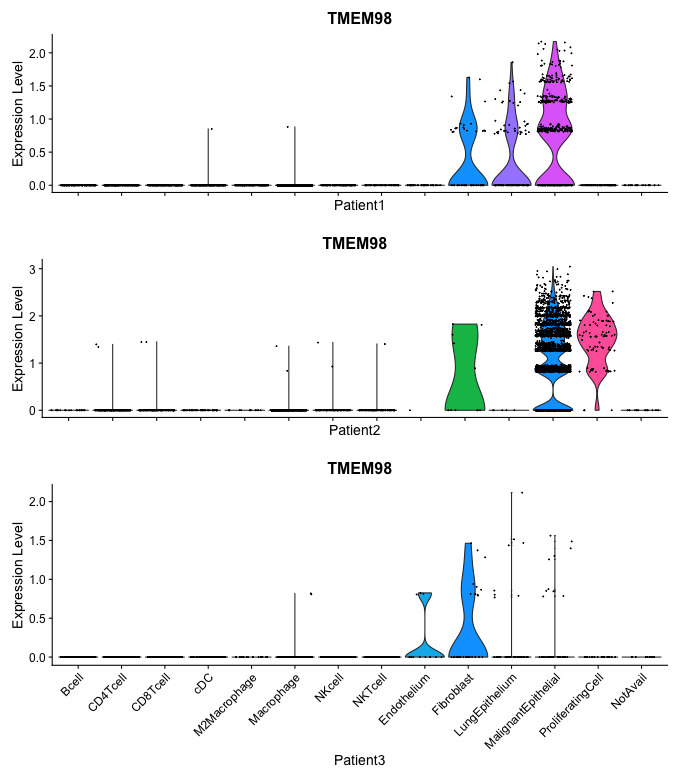 TMEM98
Expression Level
2.0
1.5
1.0
0.5
0.0
Patient1
TMEM98
Expression Level
3
2
1
0
Patient2
TMEM98
Expression Level
2.0
1.5
1.0
0.5
0.0
Bcell
CD4Tcell
CD8Tcell
cDC
M2Macrophage
Macrophage
NKcell
NKTcell
Endothelium
Fibroblast
LungEpithelium
MalignantEpithelial
ProliferatingCell
NotAvail
Patient3